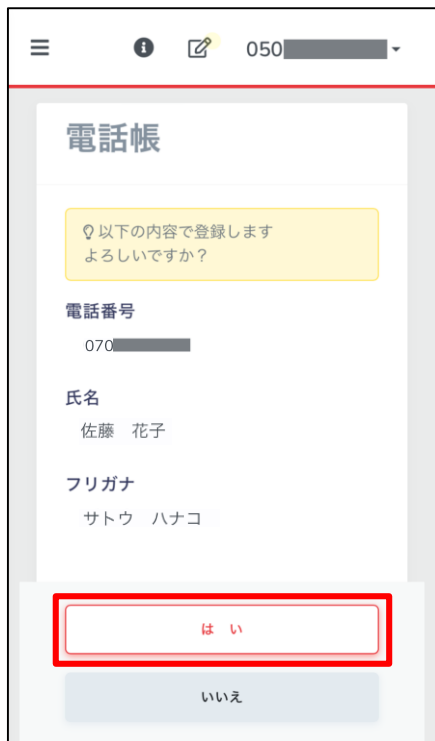 050
電話帳
以下の内容で登録します
よろしいですか？
電話番号
070
氏名
佐藤　花子
フリガナ
サトウ　ハナコ
は　い
いいえ